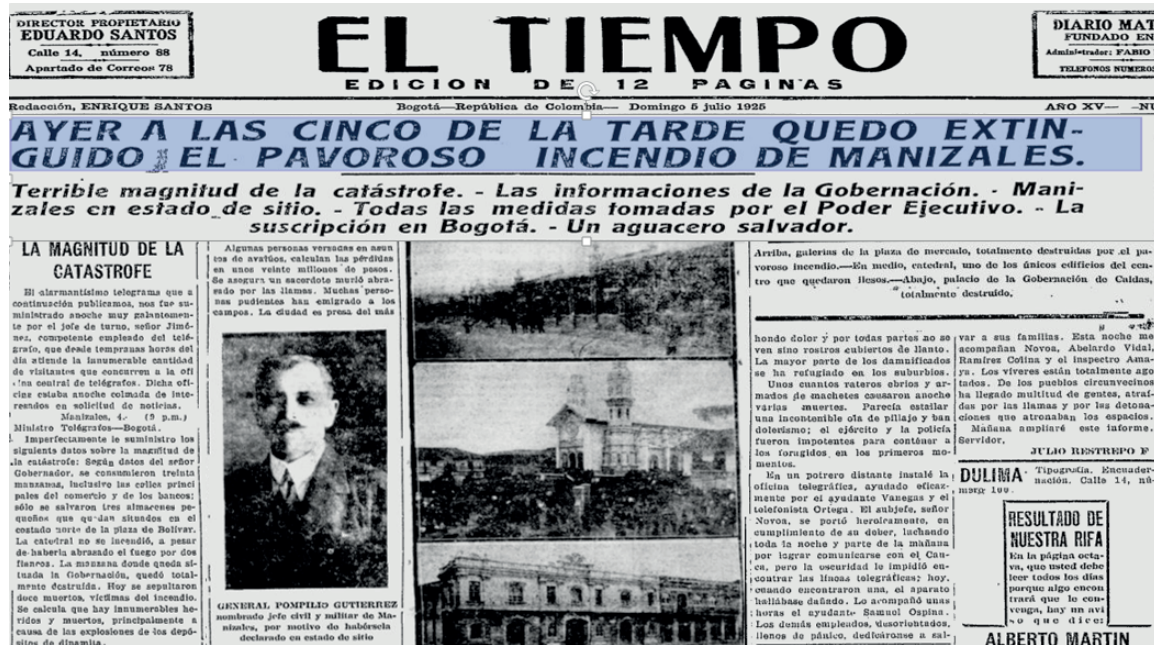 DIRECTOR PROPIETARIO
EDUARDO SANTOS
Calle 14, número 88
Apartado de Correos 78
EL TIEMPO
EDICION DE 12 PAGINAS
DIARIO MAT
FUNDADO EN
Administrador: FABIO
TELEFONOS NUMEROS
Redacción, ENRIQUE SANTOS
Bogotá—República de Colombia— Domingo 5 julio 1925
AÑO XV— —NU
AYER A LAS CINCO DE LA TARDE QUEDO EXTIN-
GUIDO EL PAVOROSO INCENDIO DE MANIZALES.
Terrible magnitud de la catástrofe. - Las informaciones de la Gobernación. - Mani-
zales en estado de sitio. - Todas las medidas tomadas por el Poder Ejecutivo. - La
suscripción en Bogotá. - Un aguacero salvador.
LA MAGNITUD DE LA
CATASTROFE
El alarmantísimo telegrama que a
continuación publicamos, nos fue su-
ministrado anoche muy galantemen-
te por el jefe de turno, señor Jimé-
nez, competente empleado del telé-
grafo, que desde tempranas horas del
día atiende la innumerable cantidad
de visitantes que concurren a la ofi
cina central de telégrafos. Dicha ofi-
cina estaba anoche colmada de inte-
resados en solicitud de noticias.
Manizales, 4.- (9 p.m.)
Ministro Telégrafos—Bogotá.
Imperfectamente le suministro los
siguients datos sobre la magnitud de
la catástrofe: Según datos del señor
Gobernador, se consumieron treinta
manzanas, inclusive las calles princi
pales del comercio y de los bancos;
sólo se salvaron tres almacenes pe-
queños que quedan situados en el
costado norte de la plaza de Bolívar.
La catedral no se incendió, a pesar
de haberla abrasado el fuego por dos
flancos. La manzana donde queda si-
tuada la Gobernación, quedó total-
mente destruida. Hoy se sepultaron
doce muertos, víctimas del incendio.
Se calcula que hay innumerables he-
ridos y muertos, principalmente a
causa de las explosiones de los depó-
sitos de dinamita.
Algunas personas versadas en asun
tos de avalúos, calculan las pérdidas
en unos veinte millones de pesos.
Se asegura un sacerdote murió abra-
sado por las llamas. Muchas perso-
nas pudientes han emigrado a los
campos. La ciudad es presa del más
GENERAL POMPILIO GUTIERREZ
nombrado jefe civil y militar de Ma-
nizales, por motivo de habérsela
declarado en estado de sitio
Arriba, galerías de la plaza de mercado, totalmente destruidas por el pa-
voroso incendio.—En medio, catedral, uno de los únicos edificios del cen-
tro que quedaron ilesos.—Abajo, palacio de la Gobernación de Caldas,
totalmente destruído.
hondo dolor y por todas partes no se
ven sino rostros cubiertos de llanto.
La mayor parte de los damnificados
se ha refugiado en los suburbios.
Unos cuantos rateros ebrios y ar-
mados de machetes causaron anoche
varias muertes. Parecía estallar
una incontenible ola de pillaje y ban
dolerismo; el ejército y la policía
fueron impotentes para conténer a
los foragidos en los primeros mo-
mentos.
En un potrero distante instalé la
oficina telegráfica, ayudado eficaz-
mente por el ayudante Vanegas y el
telefonista Ortega. El subjefe, señor
Novoa, se portó heroicamente, en
cumplimiento de su deber, luchando
toda la noche y parte de la mañana
por lograr comunicarse con el Cau-
ca, pero la oscuridad le impidió en-
contrar las líneas telegráficas; hoy,
cuando encontraron una, el aparato
hallábase dañado. Lo acompañó unas
horas el ayudante Samuel Ospina.
Los demás empleados, desorientados,
llenos de pánico, dedicáronse a sal-
var a sus familias. Esta noche me
acompañan Novoa, Abelardo Vidal,
Ramírez Colina y el inspectro Ama-
ya. Los víveres están totalmente ago
tados. De los pueblos circunvecinos
ha llegado multitud de gentes, atraí-
das por las llamas y por las detona-
ciones que atronaban los espacios.
Mañana ampliaré este informe.
Servidor,
JULIO RESTREPO F
DULIMA Tipografía. Encuader-
nación. Calle 14, nú-
mero 100.
RESULTADO DE
NUESTRA RIFA
En la página octa-
va, que usted debe
leer todos los días
porque algo encon
trará que le con-
venga, hay un avi
so que dice:
ALBERTO MARTIN